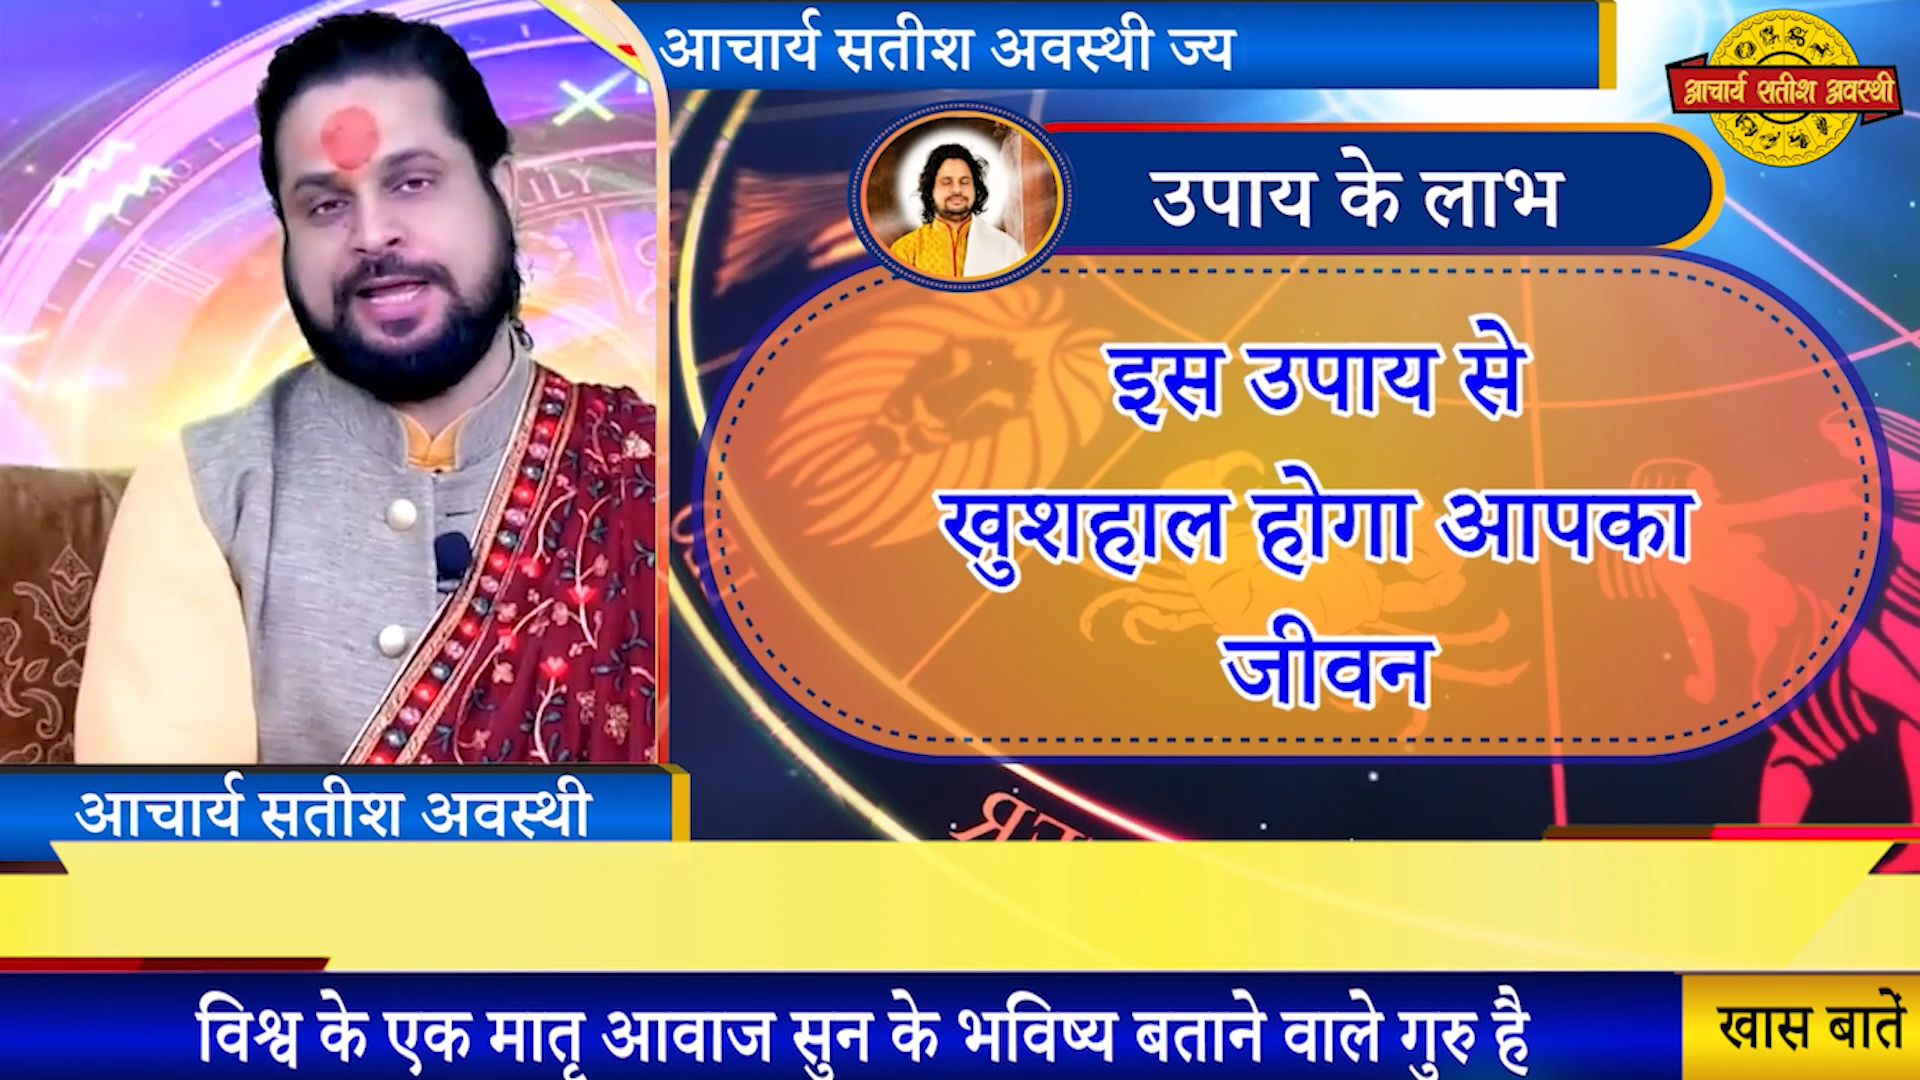 आचार्य सतीश अवस्थी ज्य
आचार्य सतीश अवस्थी
उपाय के लाभ
इस उपाय से
खुशहाल होगा आपका
जीवन
आचार्य सतीश अवस्थी
विश्व के एक मातृ आवाज सुन के भविष्य बताने वाले गुरु है
खास बातें